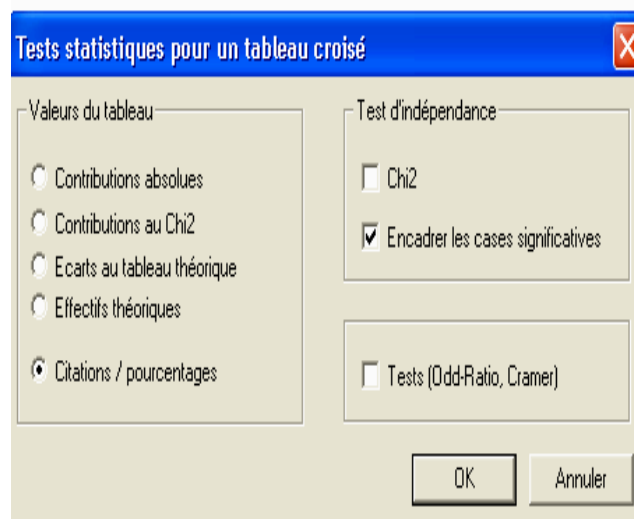 Tests statistiques pour un tableau croisé
Valeurs du tableau
Contributions absolues
Contributions au Chi2
Ecarts au tableau théorique
Effectifs théoriques
Citations / pourcentages
Test d'indépendance
Chi2
Encadrer les cases significatives
Tests (Odd-Ratio, Cramer)
OK
Annuler